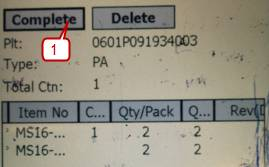 Complete Delete
1
Plt: 0601P091934003
Type: PA
Total Ctn: 1
Item No C... Qty/Pack Q... Rev(D
MS16-... 1 2 2
MS16-... 2 2